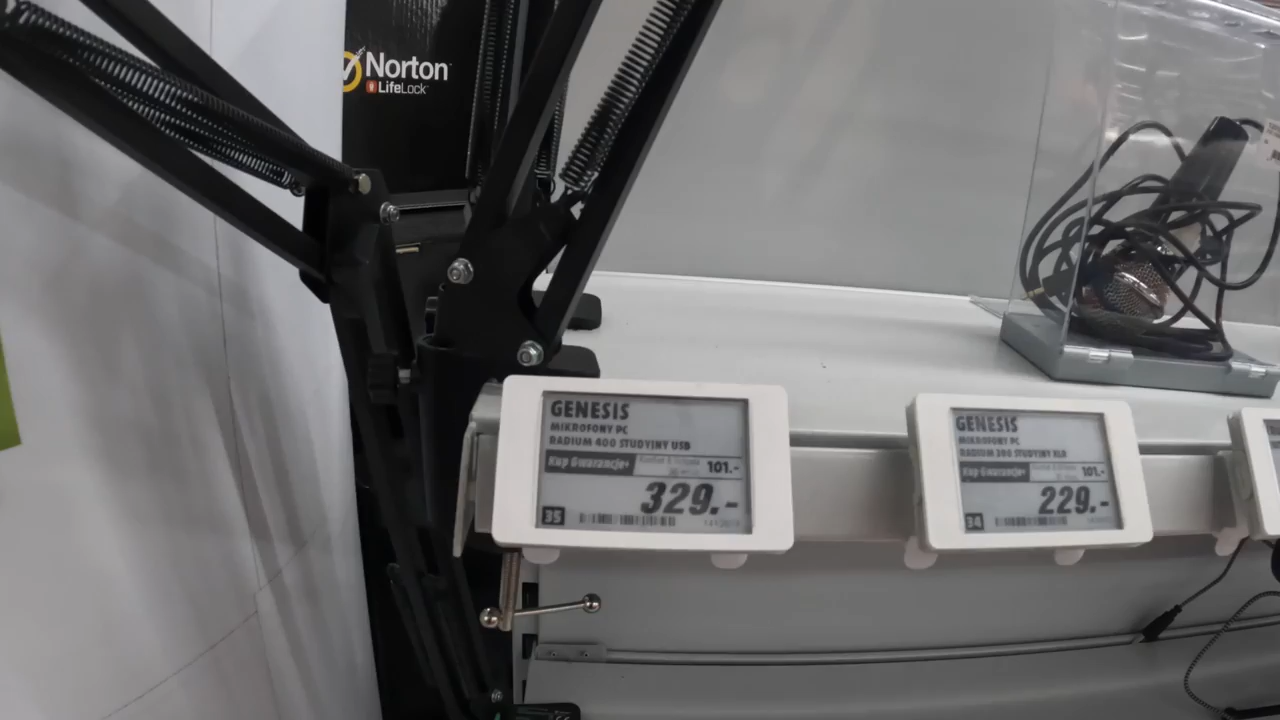 Norton
LifeLock
GENESIS
MIKROFONY PC
RADIUM 400 STUDYJNY USB
Kup Gwarancję+
101.-
329.-
35
GENESIS
MIKROFONY PC
RADIUM 300 STUDYJNY XLR
Kup Gwarancję+
101.-
229.-
34